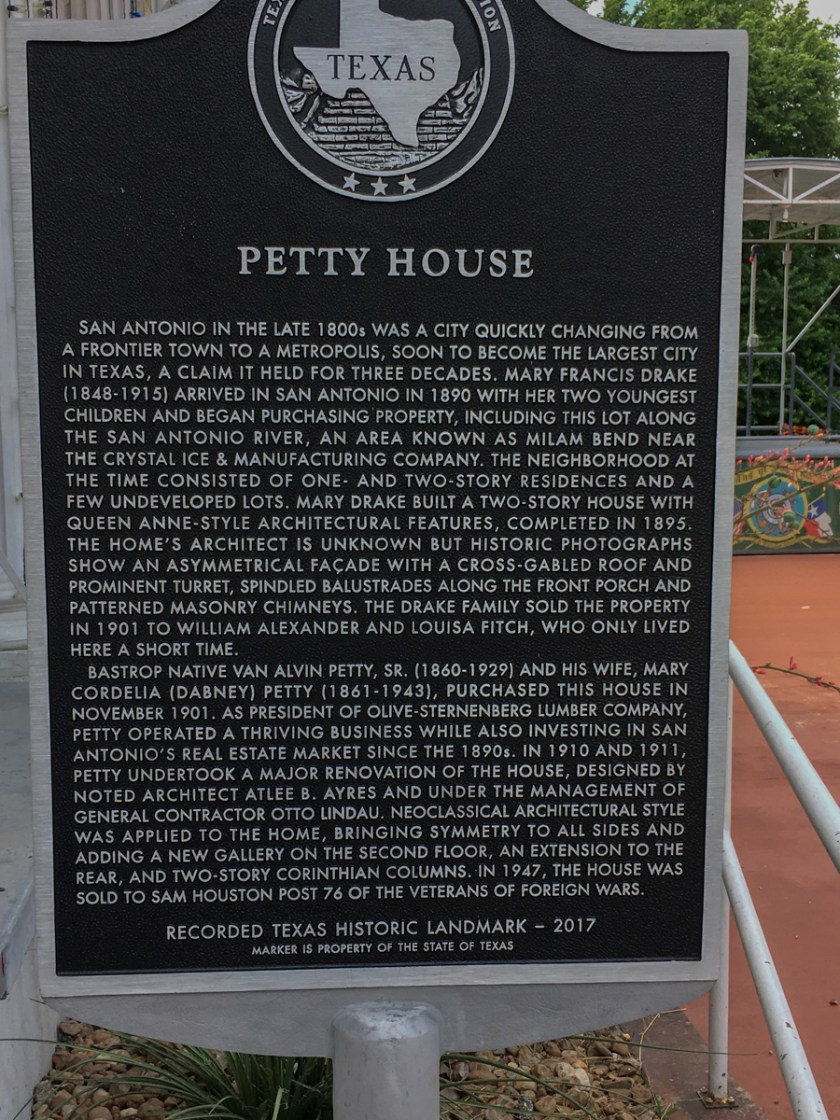 TEXAS
PETTY HOUSE
SAN ANTONIO IN THE LATE 1800s WAS A CITY QUICKLY CHANGING FROM
A FRONTIER TOWN TO A METROPOLIS, SOON TO BECOME THE LARGEST CITY
IN TEXAS, A CLAIM IT HELD FOR THREE DECADES. MARY FRANCIS DRAKE
(1848-1915) ARRIVED IN SAN ANTONIO IN 1890 WITH HER TWO YOUNGEST
CHILDREN AND BEGAN PURCHASING PROPERTY, INCLUDING THIS LOT ALONG
THE SAN ANTONIO RIVER, AN AREA KNOWN AS MILAM BEND NEAR
THE CRYSTAL ICE & MANUFACTURING COMPANY. THE NEIGHBORHOOD AT
THE TIME CONSISTED OF ONE- AND TWO-STORY RESIDENCES AND A
FEW UNDEVELOPED LOTS. MARY DRAKE BUILT A TWO-STORY HOUSE WITH
QUEEN ANNE-STYLE ARCHITECTURAL FEATURES, COMPLETED IN 1895.
THE HOME'S ARCHITECT IS UNKNOWN BUT HISTORIC PHOTOGRAPHS
SHOW AN ASYMMETRICAL FAÇADE WITH A CROSS-GABLED ROOF AND
PROMINENT TURRET, SPINDLED BALUSTRADES ALONG THE FRONT PORCH AND
PATTERNED MASONRY CHIMNEYS. THE DRAKE FAMILY SOLD THE PROPERTY
IN 1901 TO WILLIAM ALEXANDER AND LOUISA FITCH, WHO ONLY LIVED
HERE A SHORT TIME.
BASTROP NATIVE VAN ALVIN PETTY, SR. (1860-1929) AND HIS WIFE, MARY
CORDELIA (DABNEY) PETTY (1861-1943), PURCHASED THIS HOUSE IN
NOVEMBER 1901. AS PRESIDENT OF OLIVE-STERNENBERG LUMBER COMPANY,
PETTY OPERATED A THRIVING BUSINESS WHILE ALSO INVESTING IN SAN
ANTONIO'S REAL ESTATE MARKET SINCE THE 1890s. IN 1910 AND 1911,
PETTY UNDERTOOK A MAJOR RENOVATION OF THE HOUSE, DESIGNED BY
NOTED ARCHITECT ATLEE B. AYRES AND UNDER THE MANAGEMENT OF
GENERAL CONTRACTOR OTTO LINDAU. NEOCLASSICAL ARCHITECTURAL STYLE
WAS APPLIED TO THE HOME, BRINGING SYMMETRY TO ALL SIDES AND
ADDING A NEW GALLERY ON THE SECOND FLOOR, AN EXTENSION TO THE
REAR, AND TWO-STORY CORINTHIAN COLUMNS. IN 1947, THE HOUSE WAS
SOLD TO SAM HOUSTON POST 76 OF THE VETERANS OF FOREIGN WARS.
RECORDED TEXAS HISTORIC LANDMARK – 2017
MARKER IS PROPERTY OF THE STATE OF TEXAS